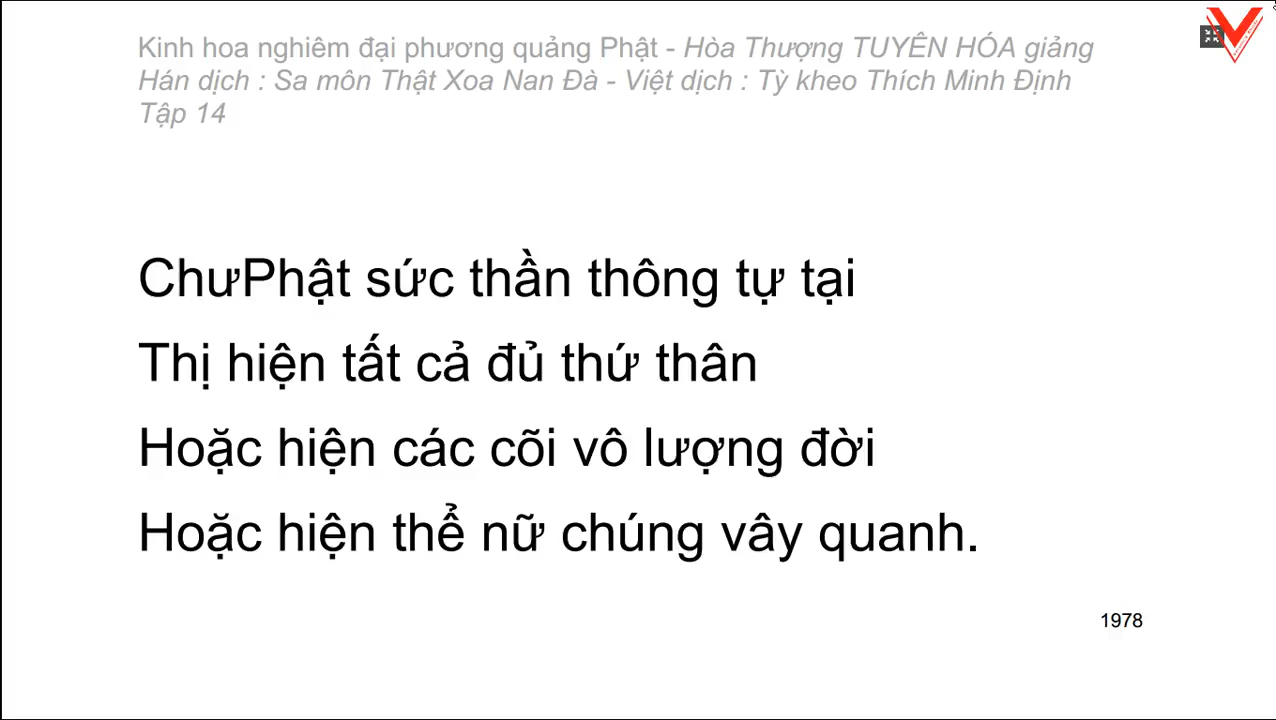 Kinh hoa nghiêm đại phương quảng Phật - Hòa Thượng TUYÊN HÓA giảng
Hán dịch : Sa môn Thật Xoa Nan Đà - Việt dịch : Tỳ kheo Thích Minh Định
Tập 14
ChưPhật sức thần thông tự tại
Thị hiện tất cả đủ thứ thân
Hoặc hiện các cõi vô lượng đời
Hoặc hiện thể nữ chúng vây quanh.
1978